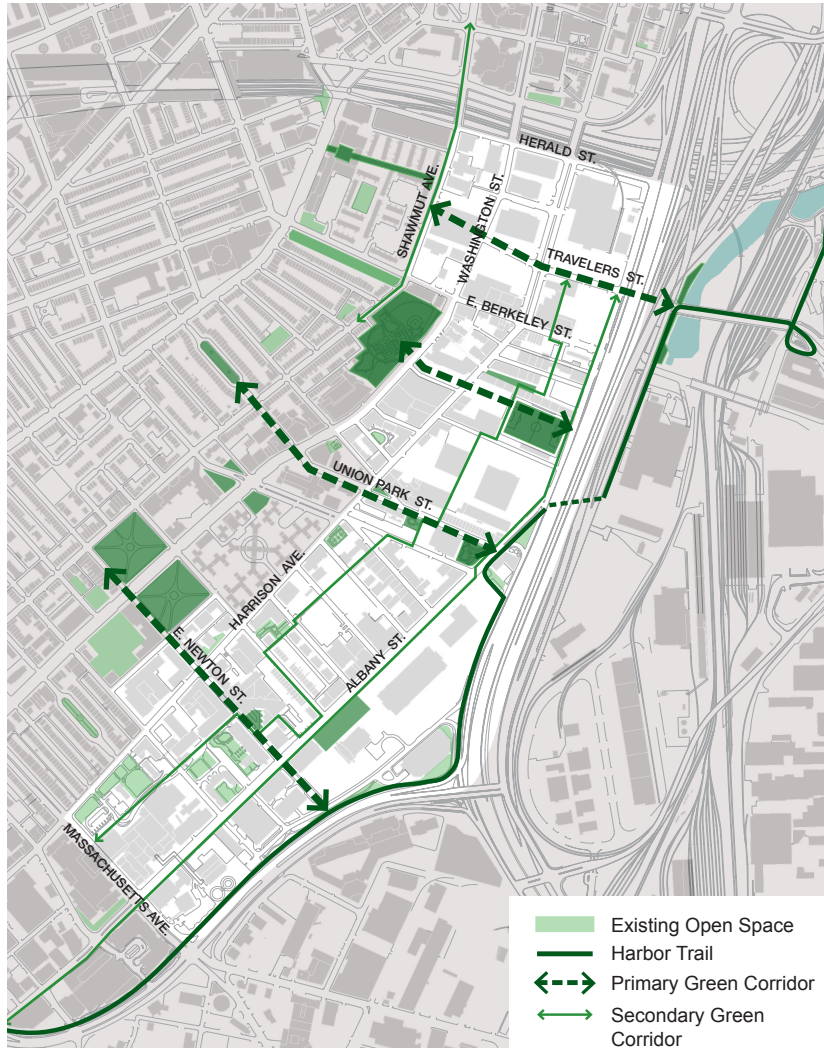 HERALD ST.
SHAWMUT AVE.
WASHINGTON ST.
TRAVELERS ST.
E. BERKELEY ST.
UNION PARK ST.
HARRISON AVE.
ALBANY ST.
E. NEWTON ST.
MASSACHUSETTS AVE.
Existing Open Space
Harbor Trail
Primary Green Corridor
Secondary Green
Corridor